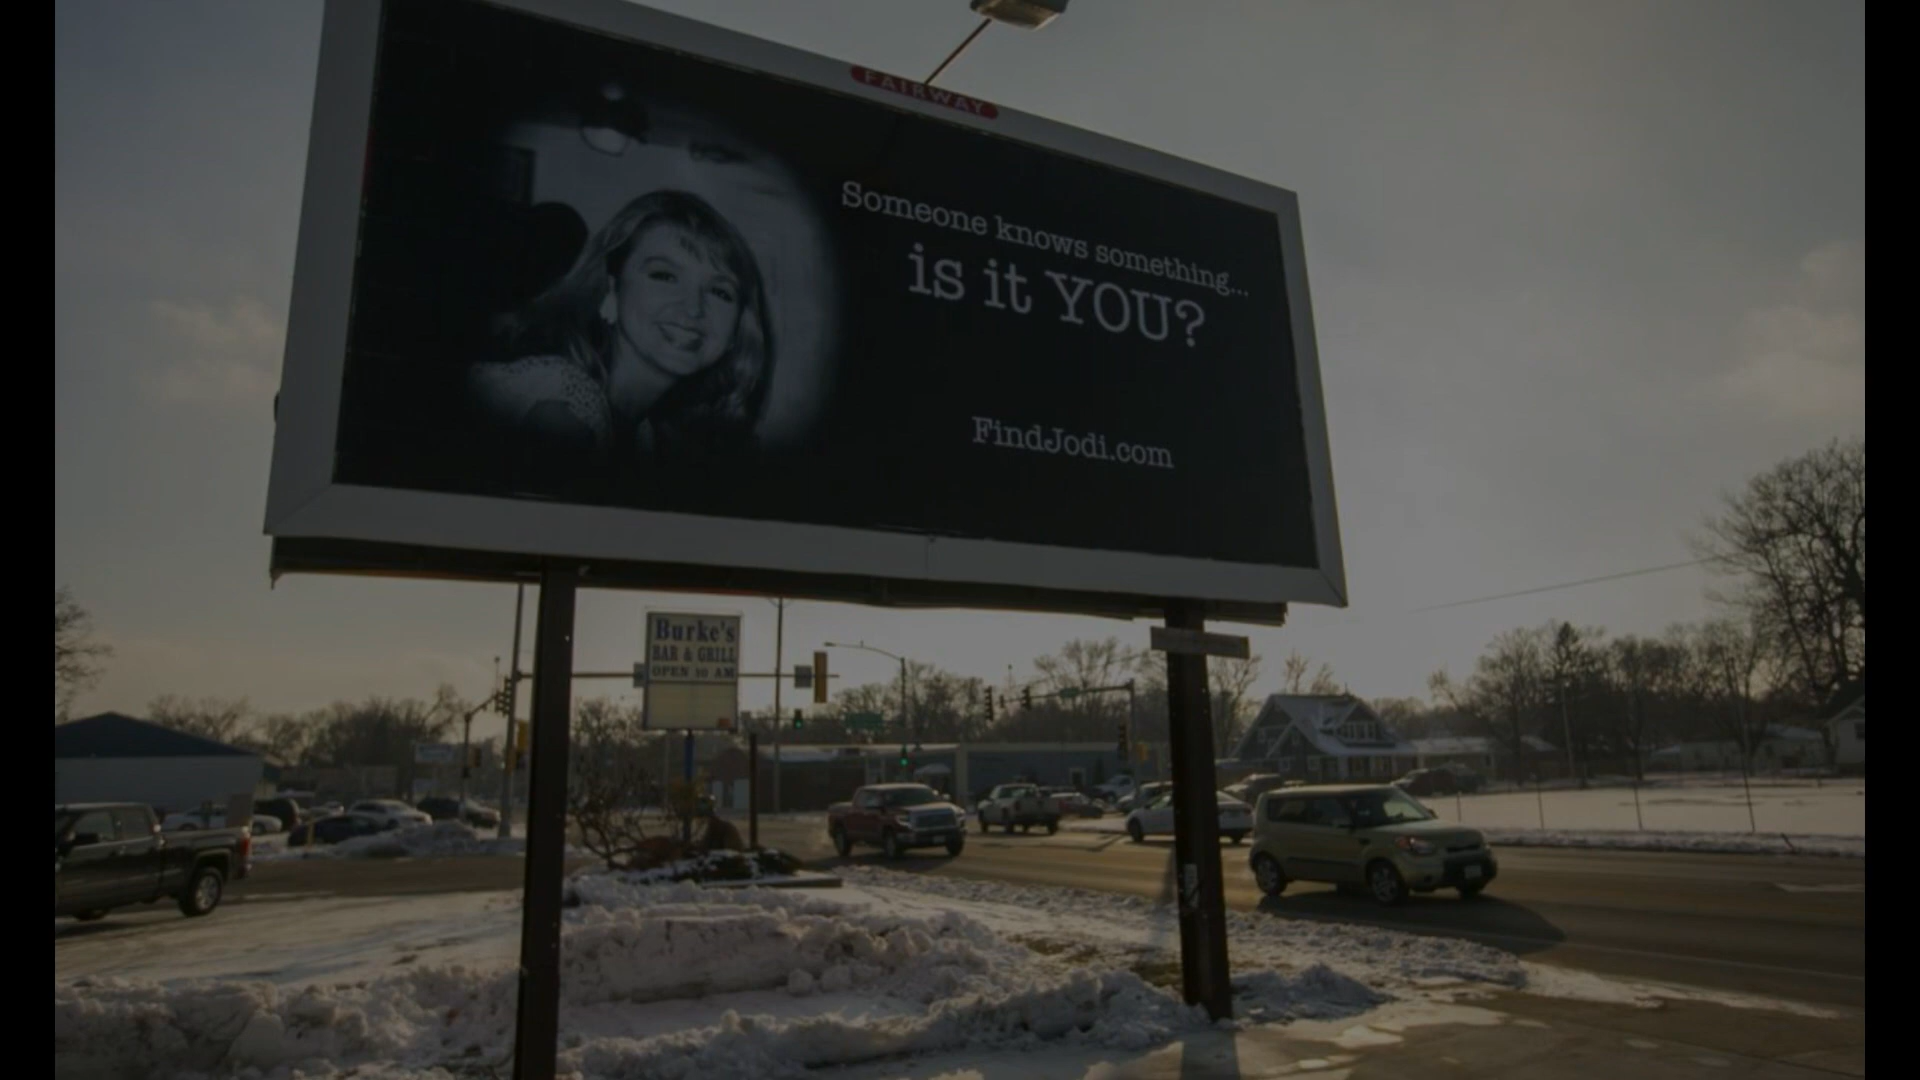 FAIRWAY
Someone knows something...
is it YOU?
FindJodi.com
Burke's
BAR & GRILL
OPEN 10 AM